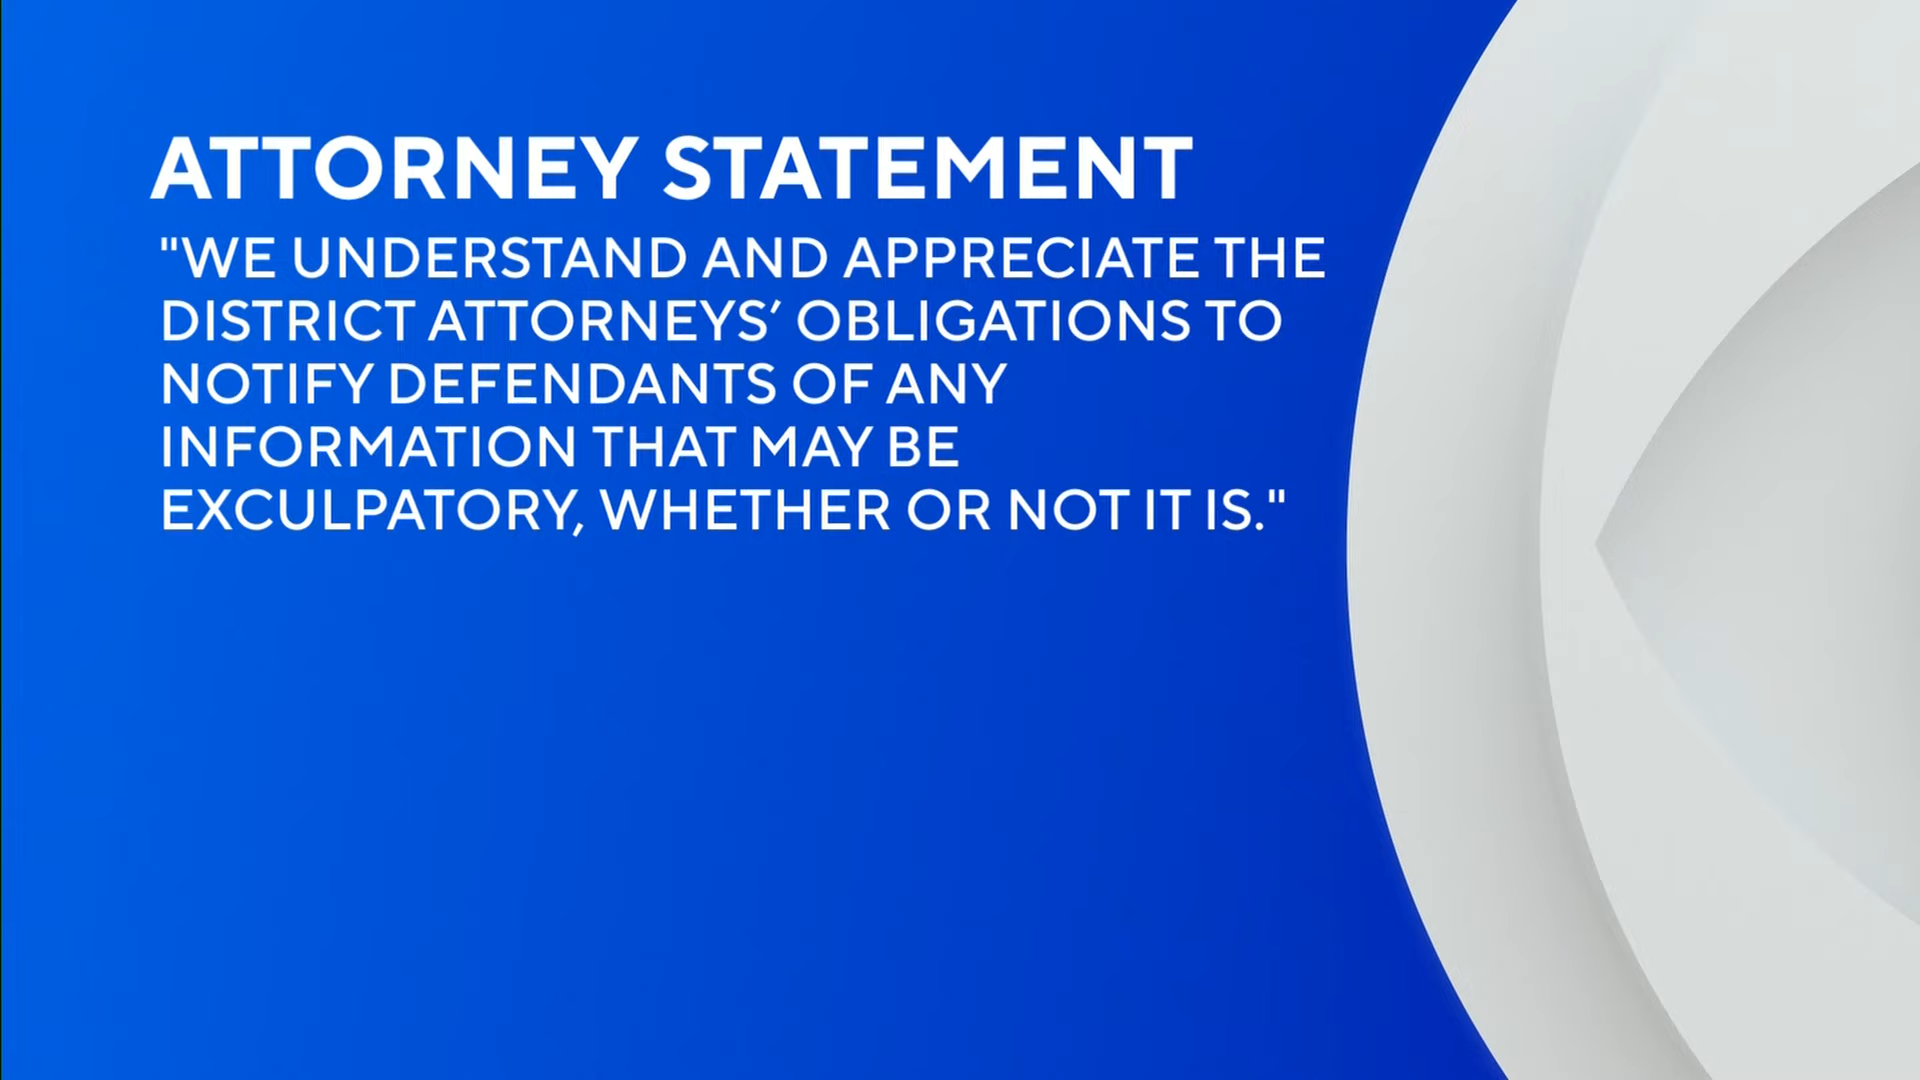 ATTORNEY STATEMENT
"WE UNDERSTAND AND APPRECIATE THE
DISTRICT ATTORNEYS’ OBLIGATIONS TO
NOTIFY DEFENDANTS OF ANY
INFORMATION THAT MAY BE
EXCULPATORY, WHETHER OR NOT IT IS."